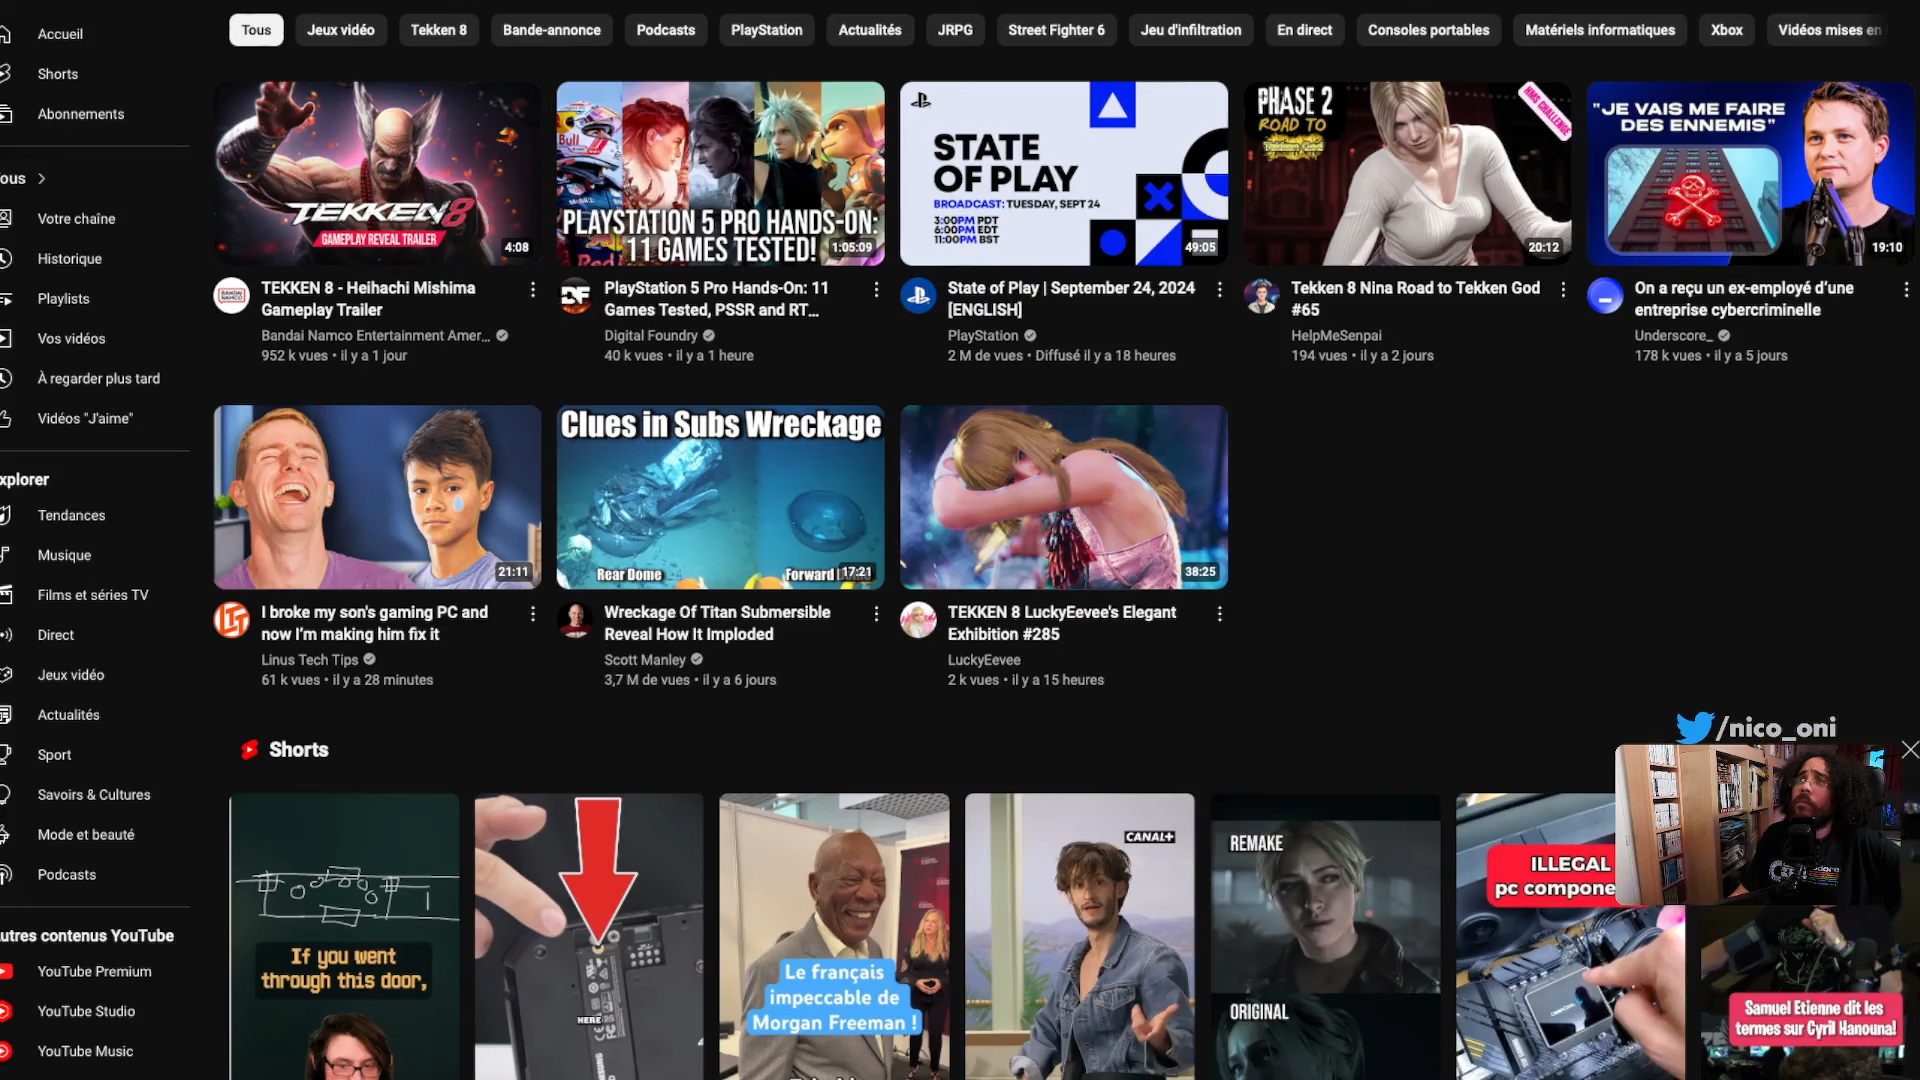 Accueil
Shorts
Abonnements
ous
Votre chaîne
Historique
Playlists
Vos vidéos
À regarder plus tard
Vidéos "J'aime"
xplorer
Tendances
Musique
Films et séries TV
Direct
Jeux vidéo
Actualités
Sport
Savoirs & Cultures
Mode et beauté
Podcasts
utres contenus YouTube
YouTube Premium
YouTube Studio
YouTube Music
Tous
Jeux vidéo
Tekken 8
Bande-annonce
Podcasts
PlayStation
Actualités
JRPG
Street Fighter 6
Jeu d'infiltration
En direct
Consoles portables
Matériels informatiques
Xbox
Vidéos mises en
TEKKEN 8
GAMEPLAY REVEAL TRAILER
4:08
TEKKEN 8 - Heihachi Mishima
Gameplay Trailer
Bandai Namco Entertainment Amer...
952 k vues • il y a 1 jour
PLAYSTATION 5 PRO HANDS-ON:
11 GAMES TESTED!
1:05:09
PlayStation 5 Pro Hands-On: 11
Games Tested, PSSR and RT...
Digital Foundry
40 k vues • il y a 1 heure
STATE
OF PLAY
BROADCAST: TUESDAY, SEPT 24
3:00PM PDT
6:00PM EDT
11:00PM BST
49:05
State of Play | September 24, 2024
[ENGLISH]
PlayStation
2 M de vues • Diffusé il y a 18 heures
PHASE 2
ROAD TO
HMS CHALLENGE
20:12
Tekken 8 Nina Road to Tekken God
#65
HelpMeSenpai
194 vues • il y a 2 jours
"JE VAIS ME FAIRE
DES ENNEMIS"
19:10
On a reçu un ex-employé d’une
entreprise cybercriminelle
Underscore_
178 k vues • il y a 5 jours
21:11
I broke my son's gaming PC and
now I’m making him fix it
Linus Tech Tips
61 k vues • il y a 28 minutes
Clues in Subs Wreckage
Rear Dome
Forward
17:21
Wreckage Of Titan Submersible
Reveal How It Imploded
Scott Manley
3,7 M de vues • il y a 6 jours
38:25
TEKKEN 8 LuckyEevee's Elegant
Exhibition #285
LuckyEevee
2 k vues • il y a 15 heures
/nico_oni
Shorts
If you went
through this door,
HERE
Le français
impeccable de
Morgan Freeman !
CANAL+
REMAKE
ORIGINAL
ILLEGAL
pc compone
Samuel Etienne dit les
termes sur Cyril Hanouna!